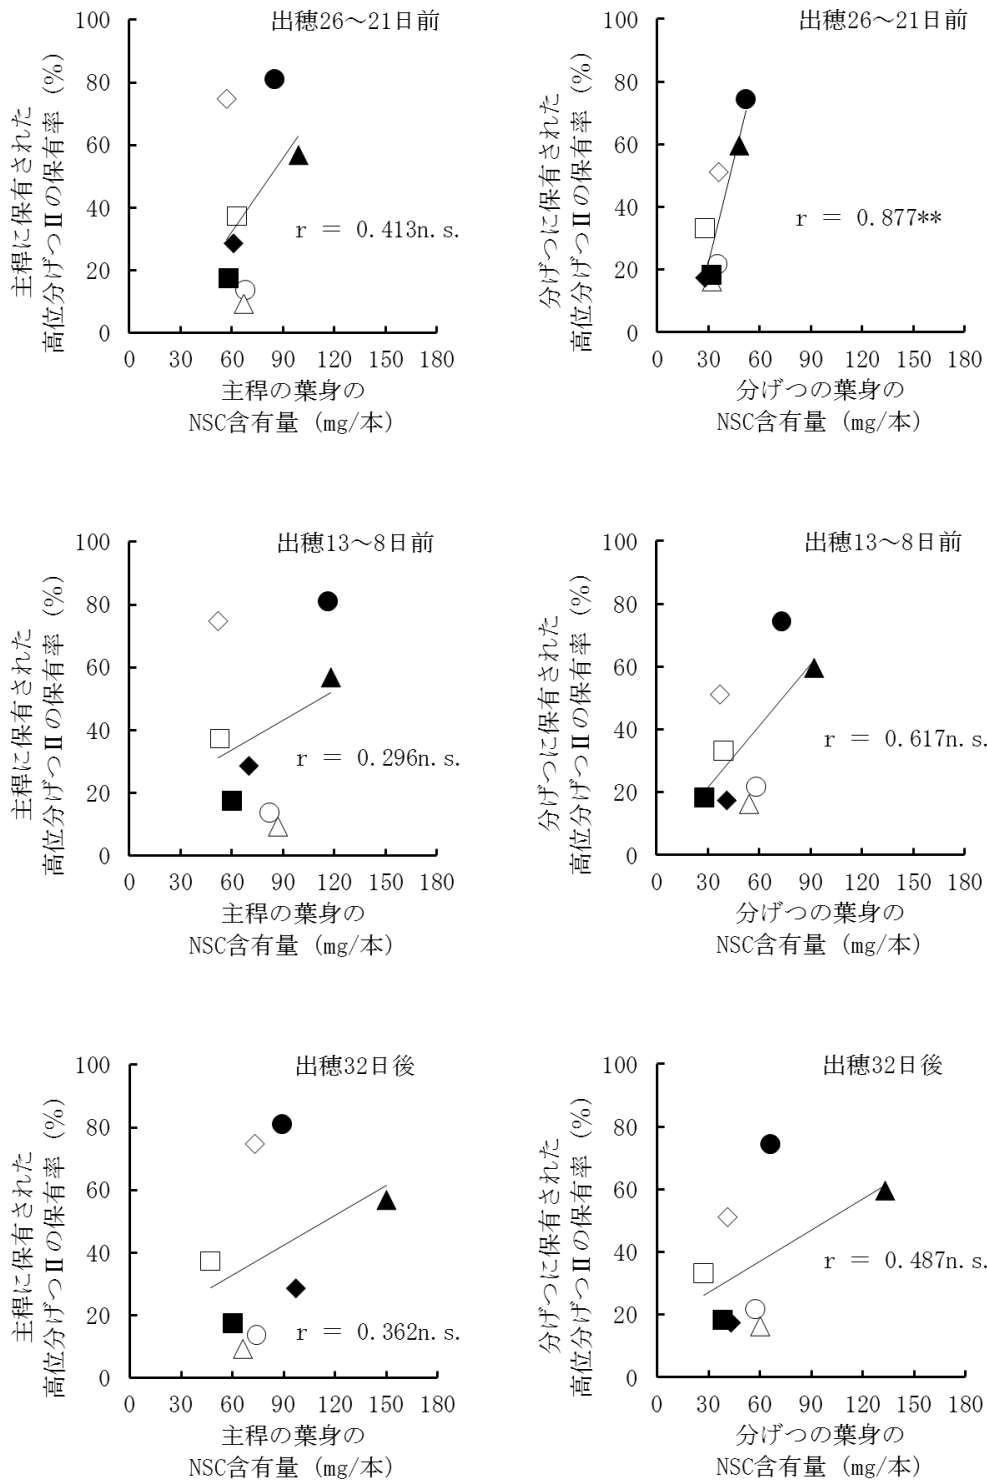 出穂26～21日前
主稈に保有された
高位分げつⅡの保有率 (%)
100
80
60
40
20
0
r = 0.413n.s.
0 30 60 90 120 150 180
主稈の葉身の
NSC含有量 (mg/本)
出穂26～21日前
分げつに保有された
高位分げつⅡの保有率 (%)
100
80
60
40
20
0
r = 0.877**
0 30 60 90 120 150 180
分げつの葉身の
NSC含有量 (mg/本)
出穂13～8日前
主稈に保有された
高位分げつⅡの保有率 (%)
100
80
60
40
20
0
r = 0.296n.s.
0 30 60 90 120 150 180
主稈の葉身の
NSC含有量 (mg/本)
出穂13～8日前
分げつに保有された
高位分げつⅡの保有率 (%)
100
80
60
40
20
0
r = 0.617n.s.
0 30 60 90 120 150 180
分げつの葉身の
NSC含有量 (mg/本)
出穂32日後
主稈に保有された
高位分げつⅡの保有率 (%)
100
80
60
40
20
0
r = 0.362n.s.
0 30 60 90 120 150 180
主稈の葉身の
NSC含有量 (mg/本)
出穂32日後
分げつに保有された
高位分げつⅡの保有率 (%)
100
80
60
40
20
0
r = 0.487n.s.
0 30 60 90 120 150 180
分げつの葉身の
NSC含有量 (mg/本)